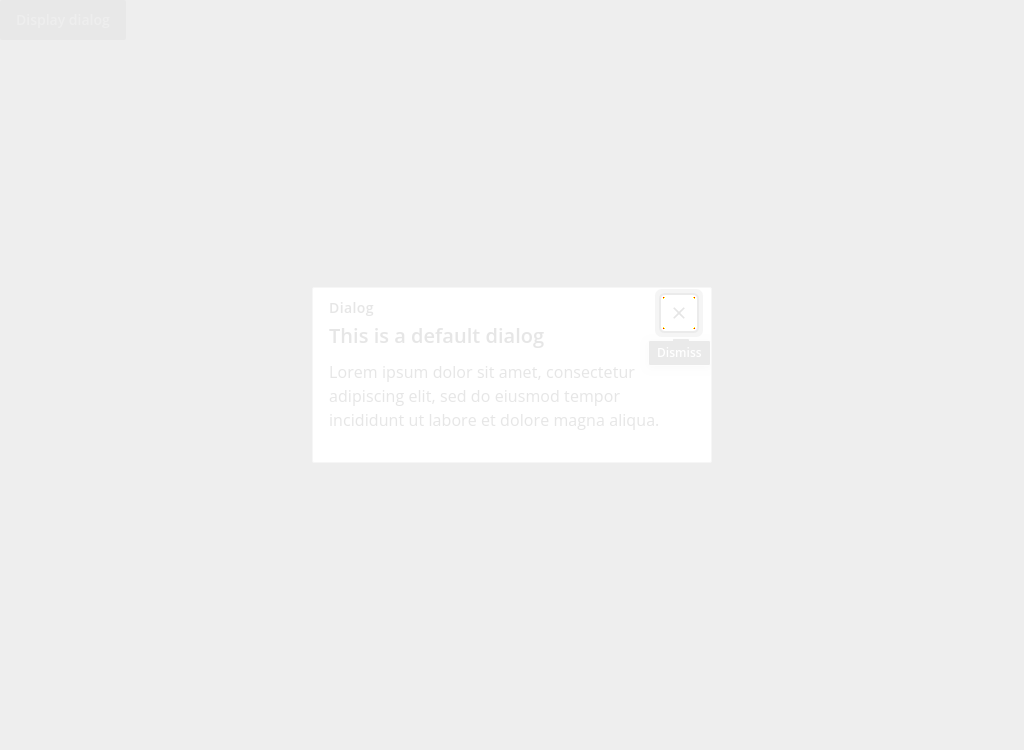 Display dialog
Dialog
This is a default dialog
Dismiss
Lorem ipsum dolor sit amet, consectetur
adipiscing elit, sed do eiusmod tempor
incididunt ut labore et dolore magna aliqua.